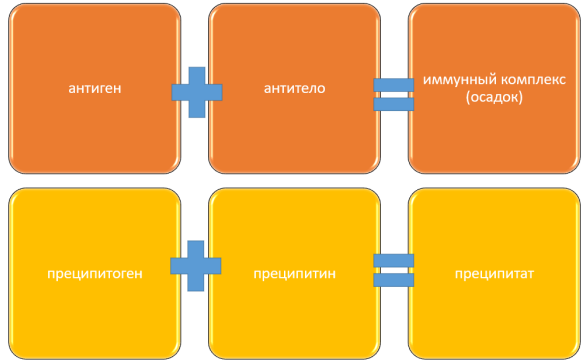 антиген
антитело
иммунный комплекс
(осадок)
преципитоген
преципитин
преципитат